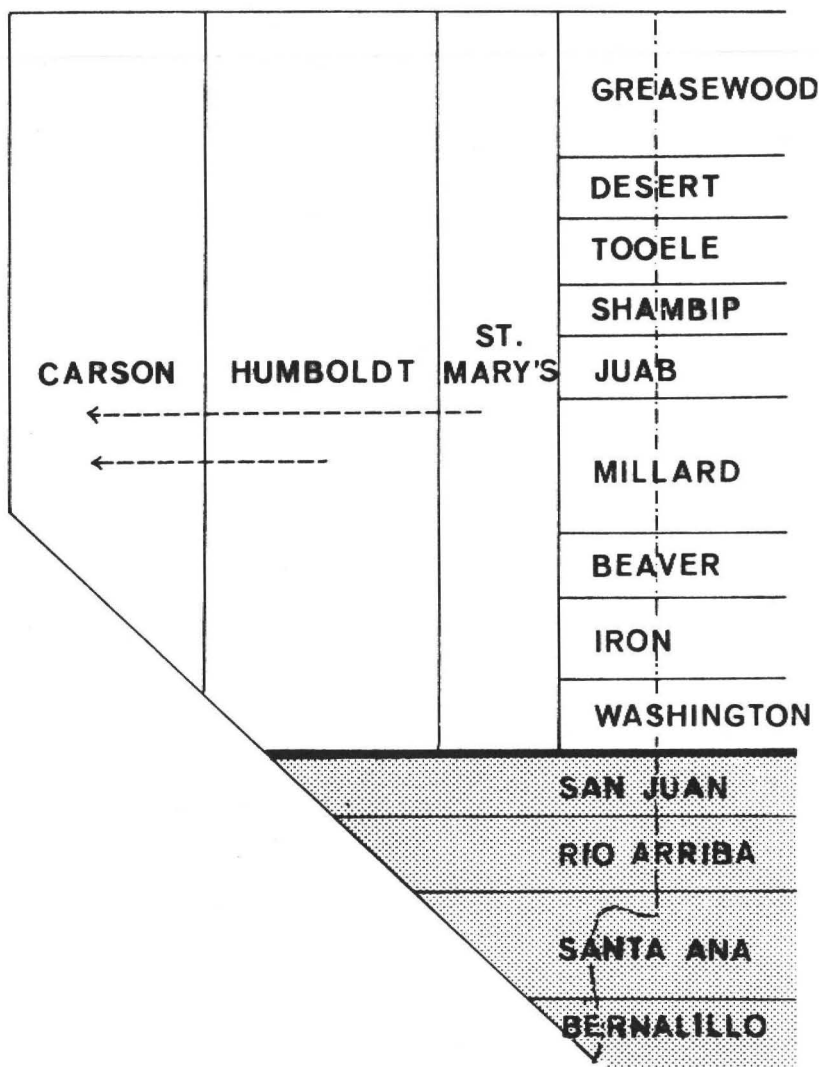 GREASEWOOD
DESERT
TOOELE
SHAMBIP
CARSON
HUMBOLDT
ST.
MARY'S
JUAB
MILLARD
BEAVER
IRON
WASHINGTON
SAN JUAN
RIO ARRIBA
SANTA ANA
BERNALILLO